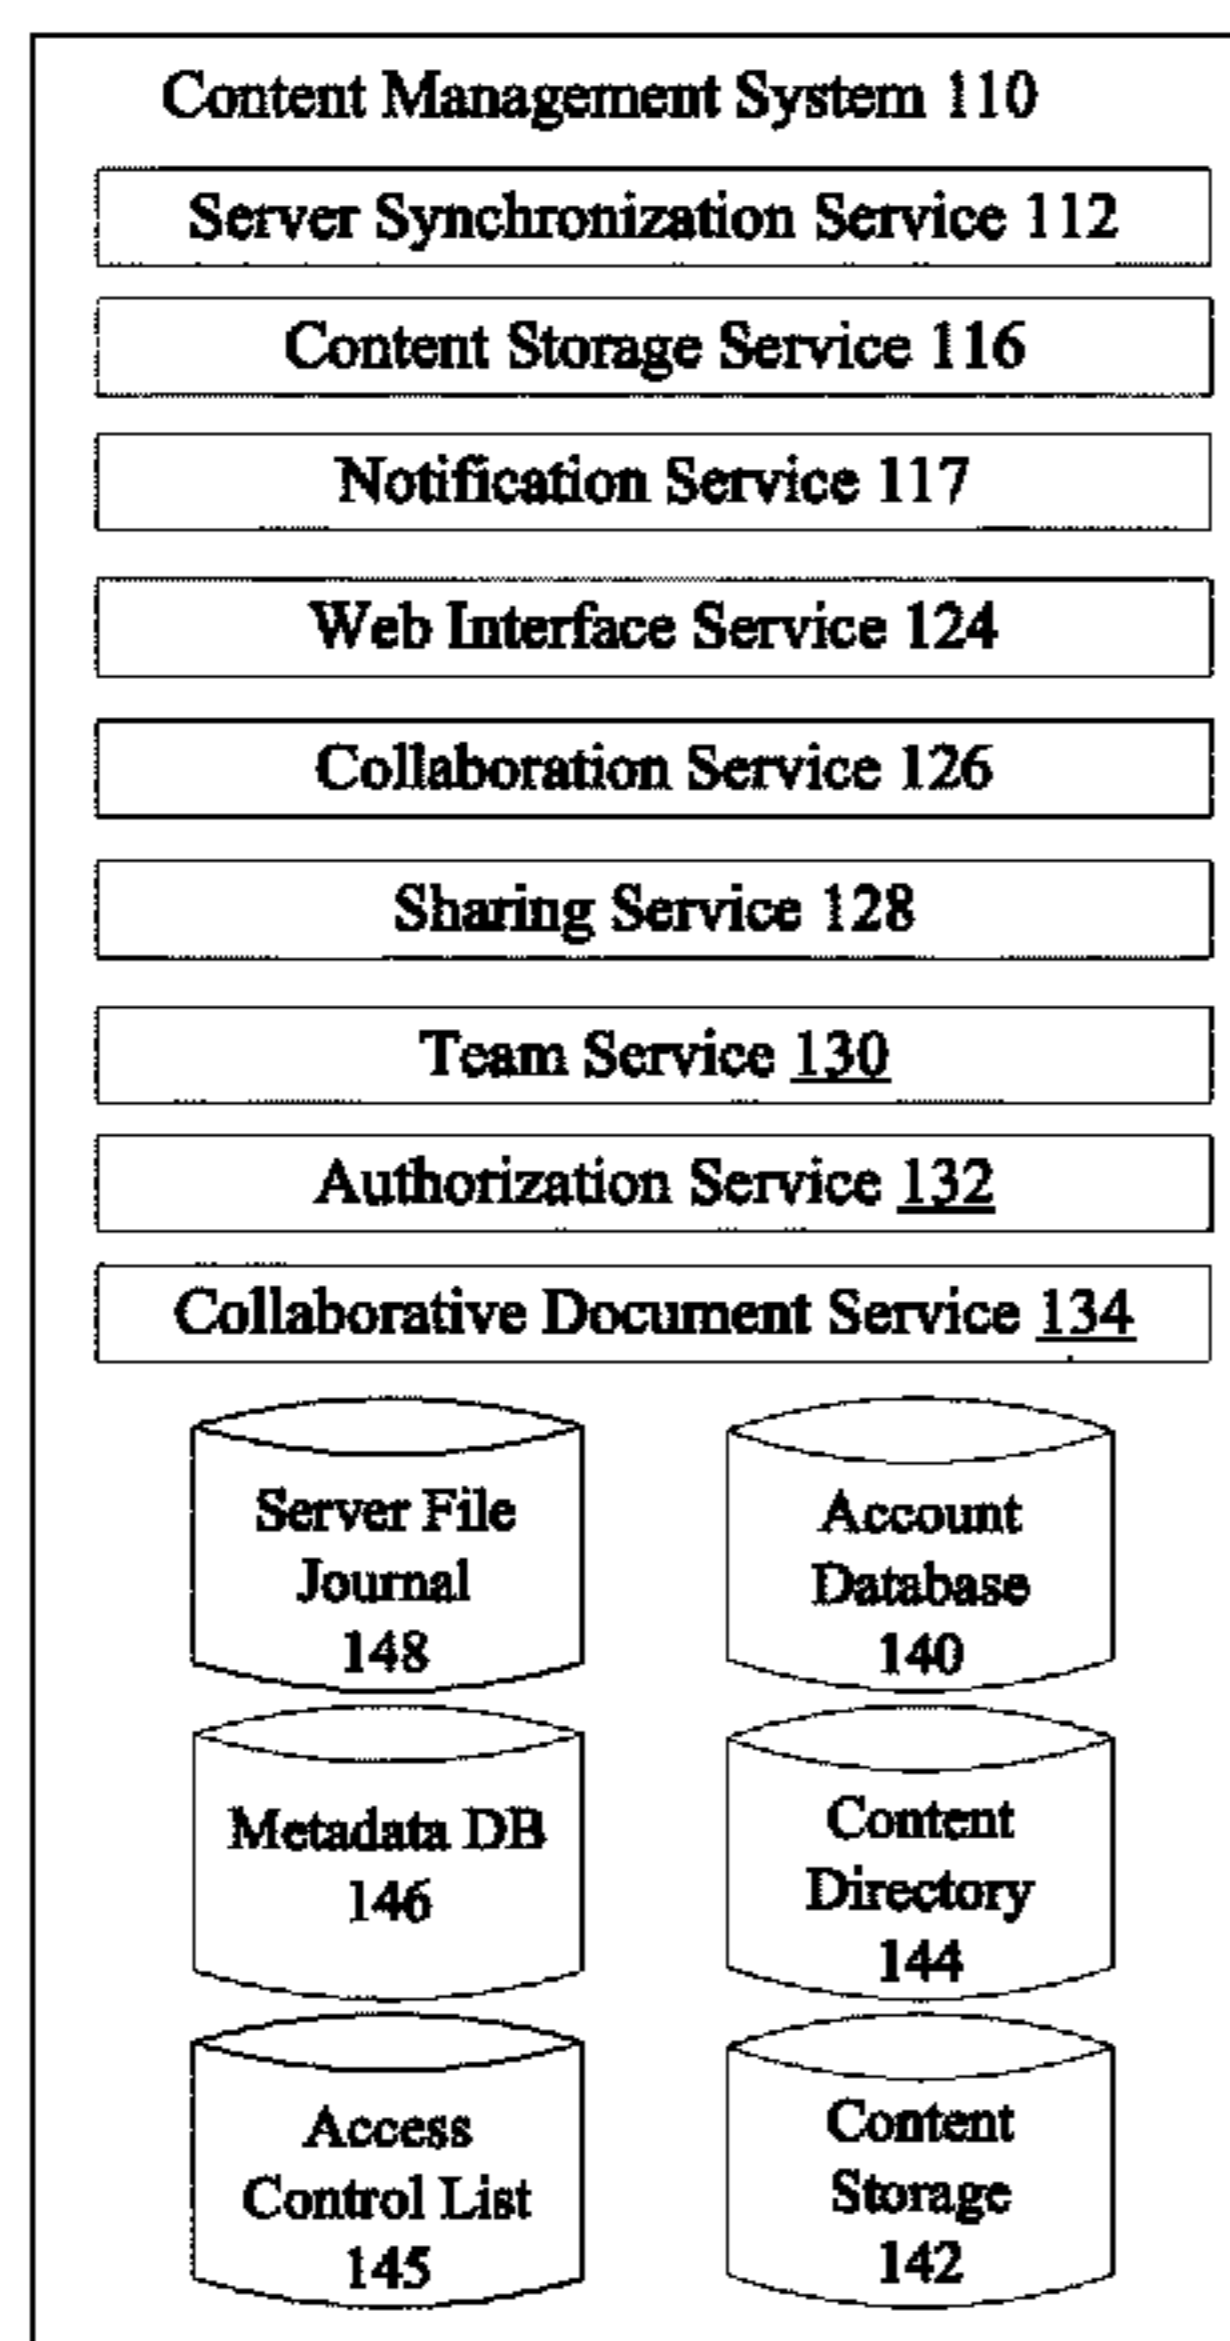 Content Management System 110
Server Synchronization Service 112
Content Storage Service 116
Notification Service 117
Web Interface Service 124
Collaboration Service 126
Sharing Service 128
Team Service 130
Authorization Service 132
Collaborative Document Service 134
Server File
Journal
148
Account
Database
140
Metadata DB
146
Content
Directory
144
Access
Control List
145
Content
Storage
142